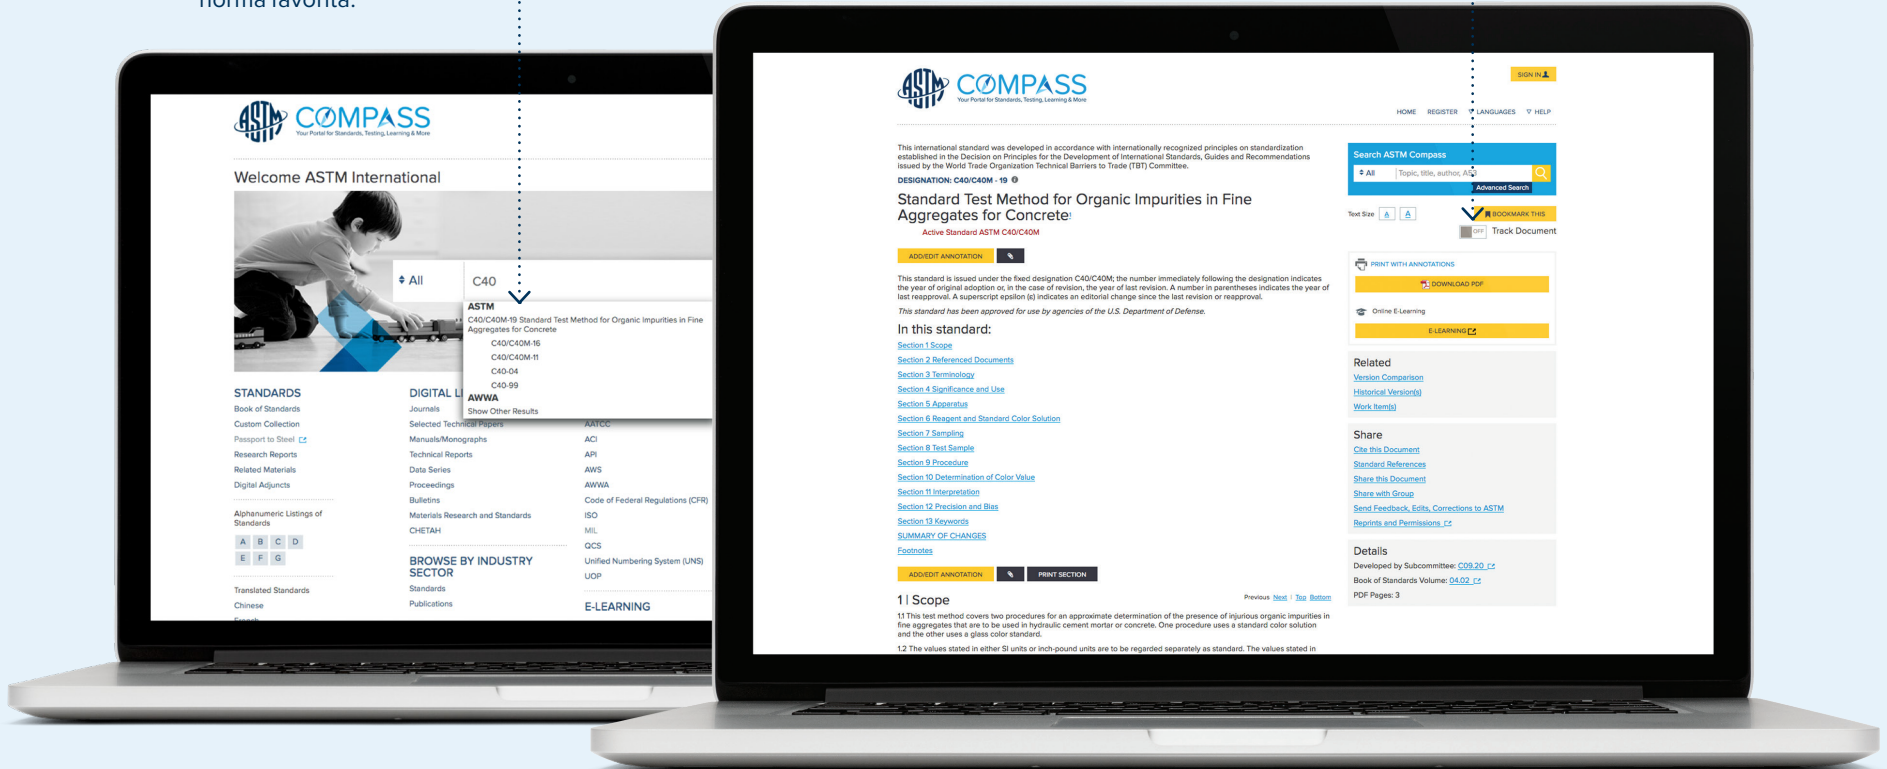 norma favorita.
ASTM COMPASS
Your Portal for Standards, Testing, Learning & More
Welcome ASTM International
All
C40
ASTM
C40/C40M-19 Standard Test Method for Organic Impurities in Fine
Aggregates for Concrete
C40/C40M-16
C40/C40M-11
C40-04
C40-99
AWWA
Show Other Results
STANDARDS
Book of Standards
Custom Collection
Passport to Steel
Research Reports
Related Materials
Digital Adjuncts
Alphanumeric Listings of
Standards
A B C D
E F G
Translated Standards
Chinese
French
DIGITAL LI
Journals
Selected Technical Papers
Manuals/Monographs
Technical Reports
Data Series
Proceedings
Bulletins
Materials Research and Standards
CHETAH
BROWSE BY INDUSTRY
SECTOR
Standards
Publications
AATCC
ACI
API
AWS
AWWA
Code of Federal Regulations (CFR)
ISO
MIL
QCS
Unified Numbering System (UNS)
UOP
E-LEARNING
ASTM COMPASS
Your Portal for Standards, Testing, Learning & More
SIGN IN
HOME REGISTER LANGUAGES HELP
This international standard was developed in accordance with internationally recognized principles on standardization
established in the Decision on Principles for the Development of International Standards, Guides and Recommendations
issued by the World Trade Organization Technical Barriers to Trade (TBT) Committee.
DESIGNATION: C40/C40M - 19
Standard Test Method for Organic Impurities in Fine
Aggregates for Concrete1
Active Standard ASTM C40/C40M
ADD/EDIT ANNOTATION
This standard is issued under the fixed designation C40/C40M; the number immediately following the designation indicates
the year of original adoption or, in the case of revision, the year of last revision. A number in parentheses indicates the year of
last reapproval. A superscript epsilon (ε) indicates an editorial change since the last revision or reapproval.
This standard has been approved for use by agencies of the U.S. Department of Defense.
In this standard:
Section 1 Scope
Section 2 Referenced Documents
Section 3 Terminology
Section 4 Significance and Use
Section 5 Apparatus
Section 6 Reagent and Standard Color Solution
Section 7 Sampling
Section 8 Test Sample
Section 9 Procedure
Section 10 Determination of Color Value
Section 11 Interpretation
Section 12 Precision and Bias
Section 13 Keywords
SUMMARY OF CHANGES
Footnotes
ADD/EDIT ANNOTATION PRINT SECTION
1 | Scope
Previous Next | Top Bottom
1.1 This test method covers two procedures for an approximate determination of the presence of injurious organic impurities in
fine aggregates that are to be used in hydraulic cement mortar or concrete. One procedure uses a standard color solution
and the other uses a glass color standard.
1.2 The values stated in either SI units or inch-pound units are to be regarded separately as standard. The values stated in
Search ASTM Compass
All Topic, title, author, A53
Advanced Search
Text Size A A
BOOKMARK THIS
OFF Track Document
PRINT WITH ANNOTATIONS
DOWNLOAD PDF
Online E-Learning
E-LEARNING
Related
Version Comparison
Historical Version(s)
Work Item(s)
Share
Cite this Document
Standard References
Share this Document
Share with Group
Send Feedback, Edits, Corrections to ASTM
Reprints and Permissions
Details
Developed by Subcommittee: C09.20
Book of Standards Volume: 04.02
PDF Pages: 3